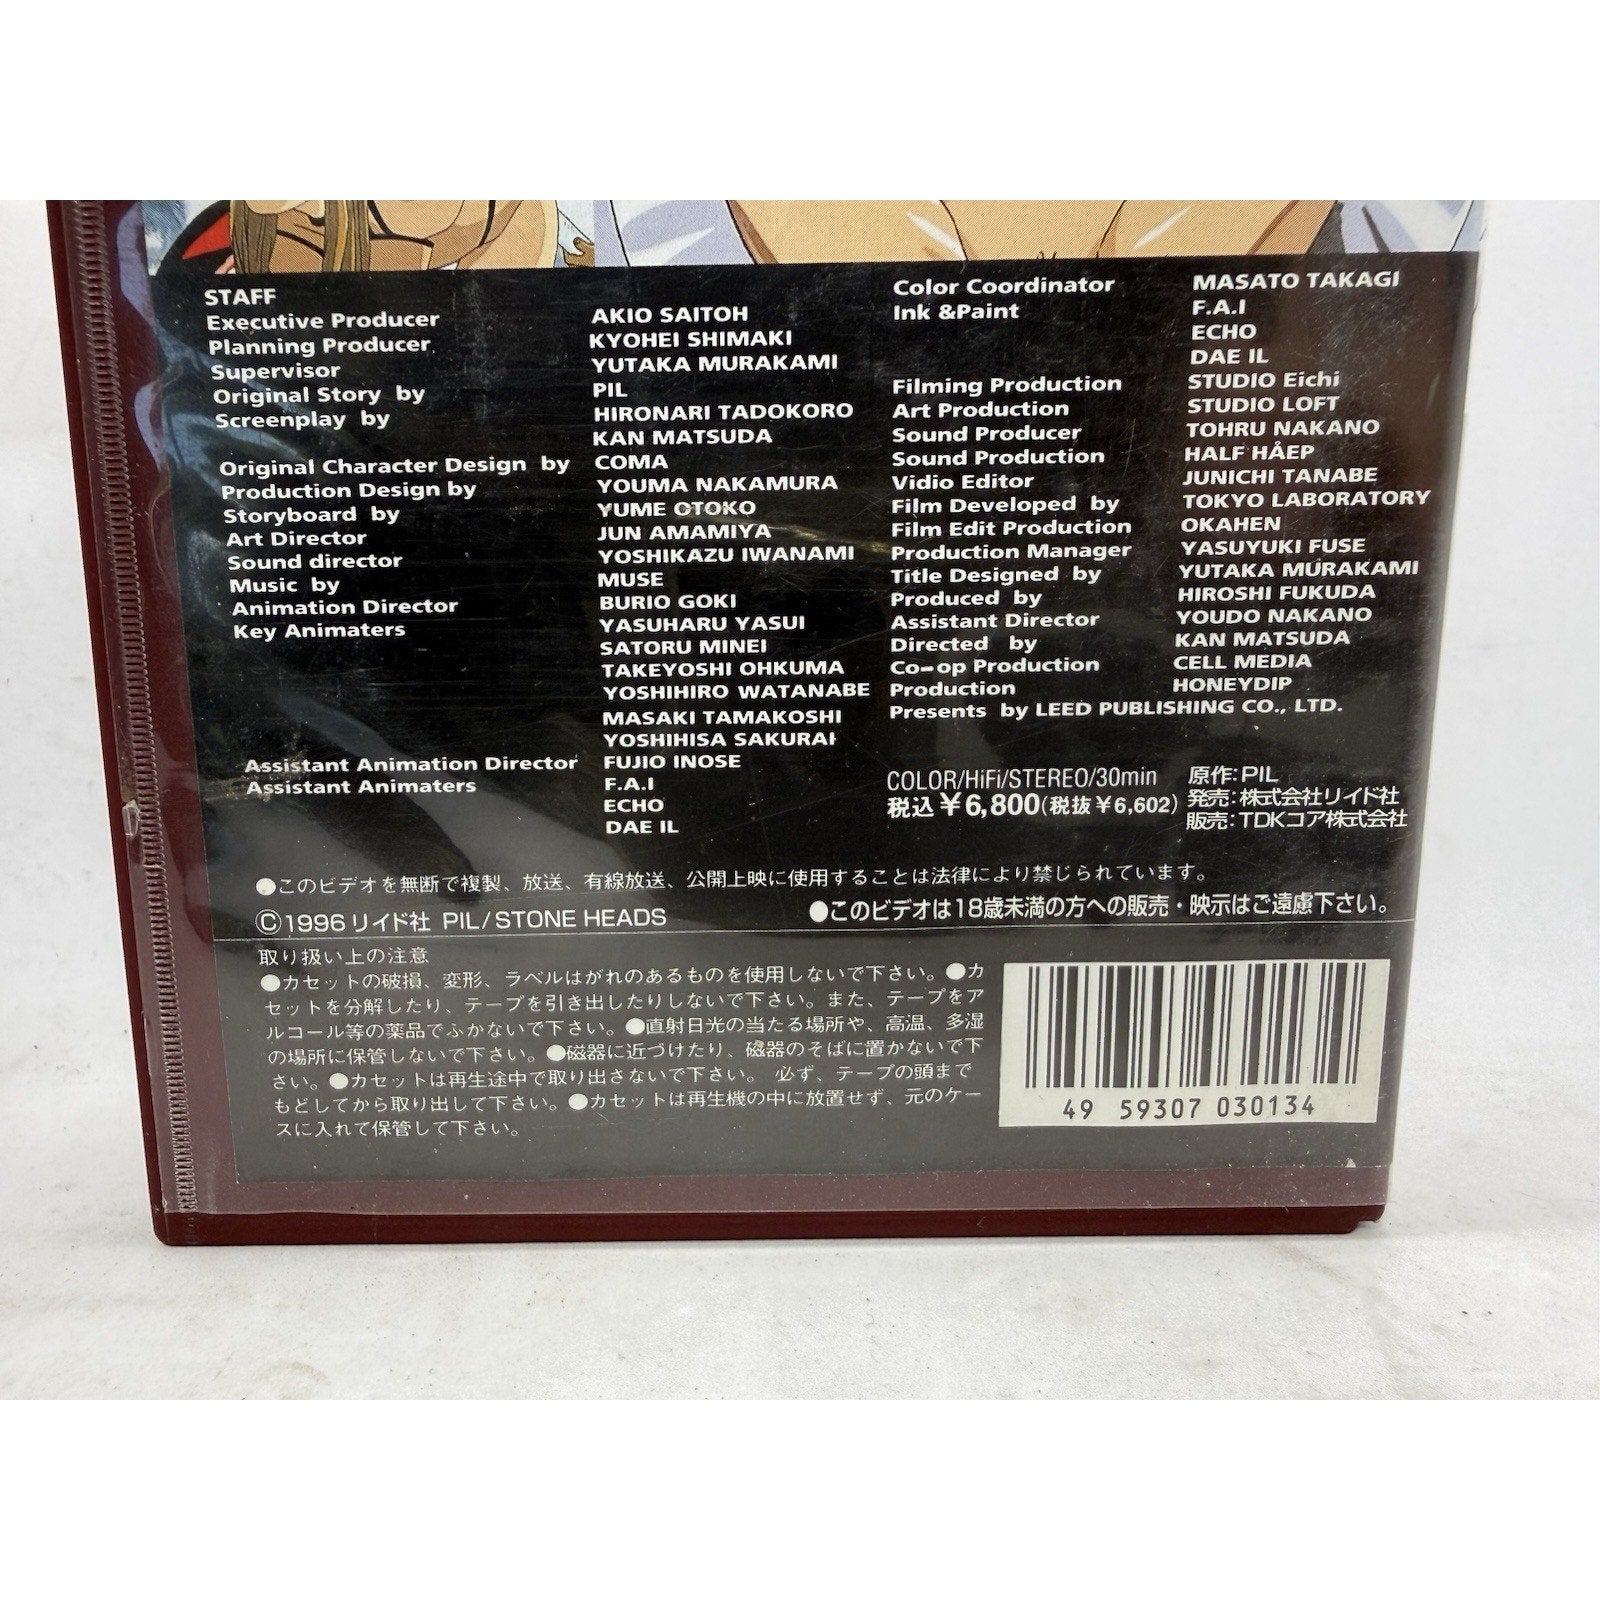 STAFF
Executive Producer AKIO SAITOH
Planning Producer KYOHEI SHIMAKI
Supervisor YUTAKA MURAKAMI
Original Story by PIL
Screenplay by HIRONARI TADOKORO
KAN MATSUDA
Original Character Design by COMA
Production Design by YOUMA NAKAMURA
Storyboard by YUME OTOKO
Art Director JUN AMAMIYA
Sound director YOSHIKAZU IWANAMI
Music by MUSE
Animation Director BURIO GOKI
Key Animaters YASUHARU YASUI
SATORU MINEI
TAKEYOSHI OHKUMA
YOSHIHIRO WATANABE
MASAKI TAMAKOSHI
YOSHIHISA SAKURAI
Assistant Animation Director FUJIO INOSE
Assistant Animaters F.A.I
ECHO
DAE IL
Color Coordinator MASATO TAKAGI
Ink &Paint F.A.I
ECHO
DAE IL
Filming Production STUDIO Eichi
Art Production STUDIO LOFT
Sound Producer TOHRU NAKANO
Sound Production HALF HÅEP
Vidio Editor JUNICHI TANABE
Film Developed by TOKYO LABORATORY
Film Edit Production OKAHEN
Production Manager YASUYUKI FUSE
Title Designed by YUTAKA MURAKAMI
Produced by HIROSHI FUKUDA
Assistant Director YOUDO NAKANO
Directed by KAN MATSUDA
Co-op Production CELL MEDIA
Production HONEYDIP
Presents by LEED PUBLISHING CO., LTD.
COLOR/HiFi/STEREO/30min
税込￥6,800(税抜￥6,602)
原作:PIL
発売:株式会社リイド社
販売:TDKコア株式会社
●このビデオを無断で複製、放送、有線放送、公開上映に使用することは法律により禁じられています。
©1996 リイド社 PIL/STONE HEADS
●このビデオは18歳未満の方への販売・映示はご遠慮下さい。
取り扱い上の注意
●カセットの破損、変形、ラベルはがれのあるものを使用しないで下さい。●カ
セットを分解したり、テープを引き出したりしないで下さい。また、テープをア
ルコール等の薬品でふかないで下さい。●直射日光の当たる場所や、高温、多湿
の場所に保管しないで下さい。●磁器に近づけたり、磁器のそばに置かないで下
さい。●カセットは再生途中で取り出さないで下さい。 必ず、テープの頭まで
もどしてから取り出して下さい。●カセットは再生機の中に放置せず、元のケー
スに入れて保管して下さい。
49 59307 030134